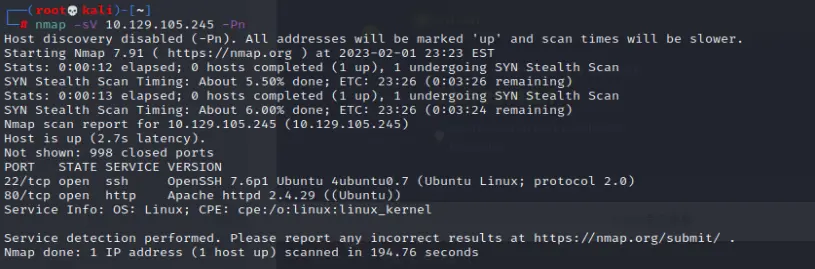 ┌──(root💀kali)-[~]
└─# nmap -sV 10.129.105.245 -Pn
Host discovery disabled (-Pn). All addresses will be marked 'up' and scan times will be slower.
Starting Nmap 7.91 ( https://nmap.org ) at 2023-02-01 23:23 EST
Stats: 0:00:12 elapsed; 0 hosts completed (1 up), 1 undergoing SYN Stealth Scan
SYN Stealth Scan Timing: About 5.50% done; ETC: 23:26 (0:03:26 remaining)
Stats: 0:00:13 elapsed; 0 hosts completed (1 up), 1 undergoing SYN Stealth Scan
SYN Stealth Scan Timing: About 6.00% done; ETC: 23:26 (0:03:24 remaining)
Nmap scan report for 10.129.105.245 (10.129.105.245)
Host is up (2.7s latency).
Not shown: 998 closed ports
PORT   STATE SERVICE VERSION
22/tcp open  ssh     OpenSSH 7.6p1 Ubuntu 4ubuntu0.7 (Ubuntu Linux; protocol 2.0)
80/tcp open  http    Apache httpd 2.4.29 ((Ubuntu))
Service Info: OS: Linux; CPE: cpe:/o:linux:linux_kernel
Service detection performed. Please report any incorrect results at https://nmap.org/submit/ .
Nmap done: 1 IP address (1 host up) scanned in 194.76 seconds